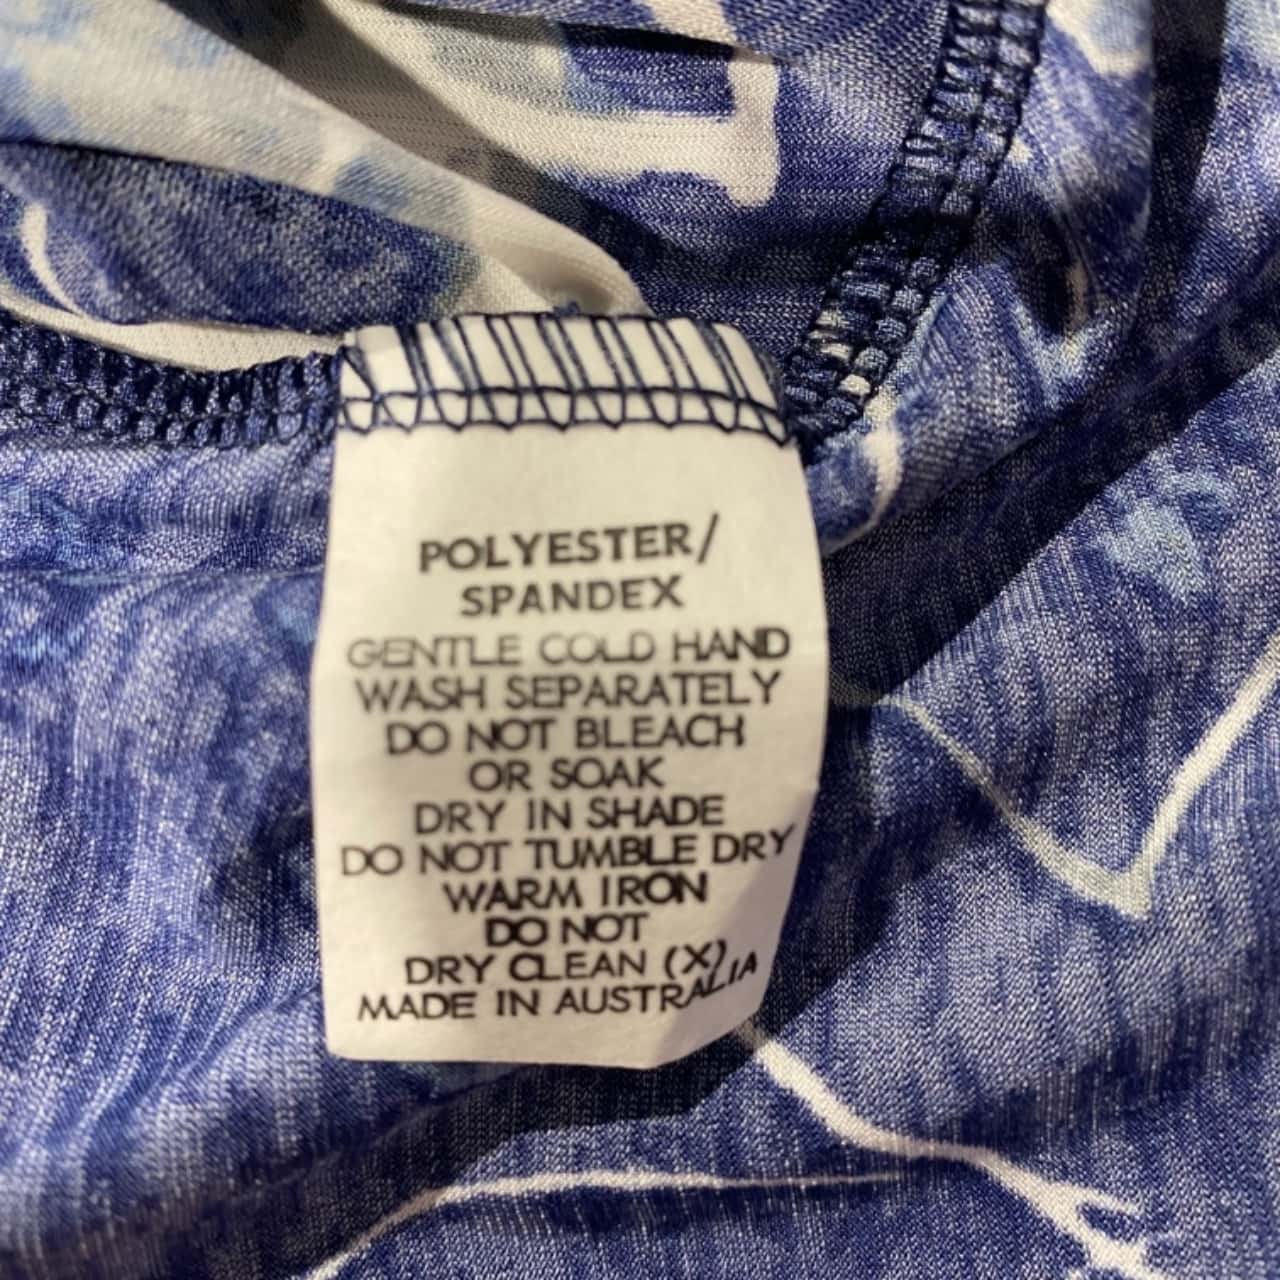 POLYESTER/
SPANDEX
GENTLE COLD HAND
WASH SEPARATELY
DO NOT BLEACH
OR SOAK
DRY IN SHADE
DO NOT TUMBLE DRY
WARM IRON
DO NOT
DRY CLEAN (X)
MADE IN AUSTRALIA